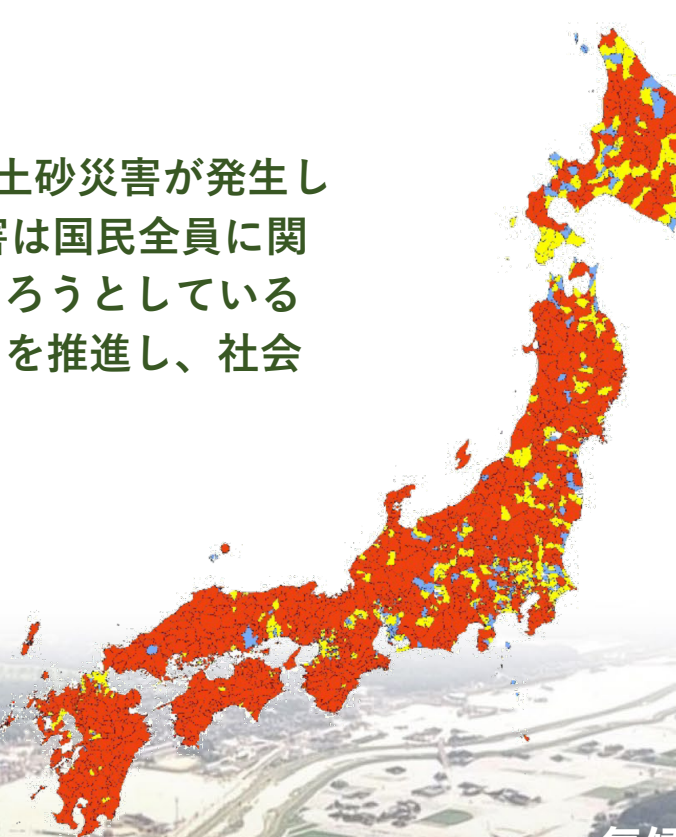 土砂災害が発生し
害は国民全員に関
ろうとしている
を推進し、社会